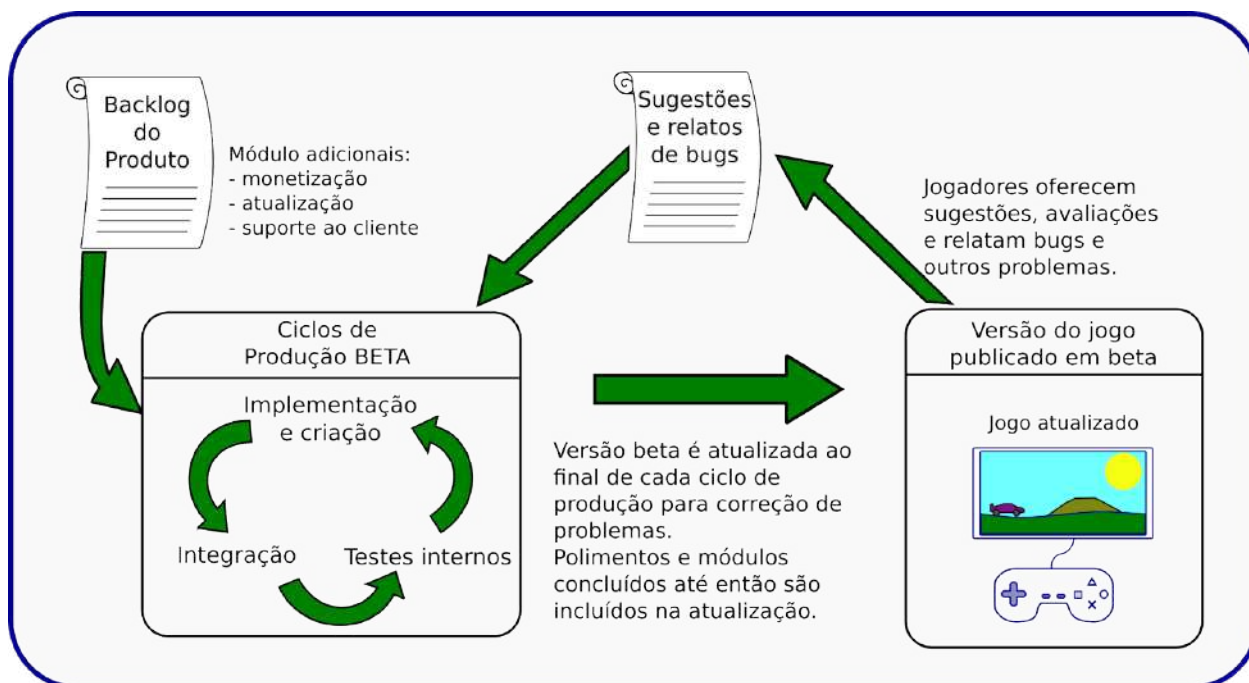 Backlog
do
Produto
Módulo adicionais:
- monetização
- atualização
- suporte ao cliente
Sugestões
e relatos
de bugs
Jogadores oferecem
sugestões, avaliações
e relatam bugs e
outros problemas.
Ciclos de
Produção BETA
Implementação
e criação
Integração
Testes internos
Versão beta é atualizada ao
final de cada ciclo de
produção para correção de
problemas.
Polimentos e módulos
concluídos até então são
incluídos na atualização.
Versão do jogo
publicado em beta
Jogo atualizado